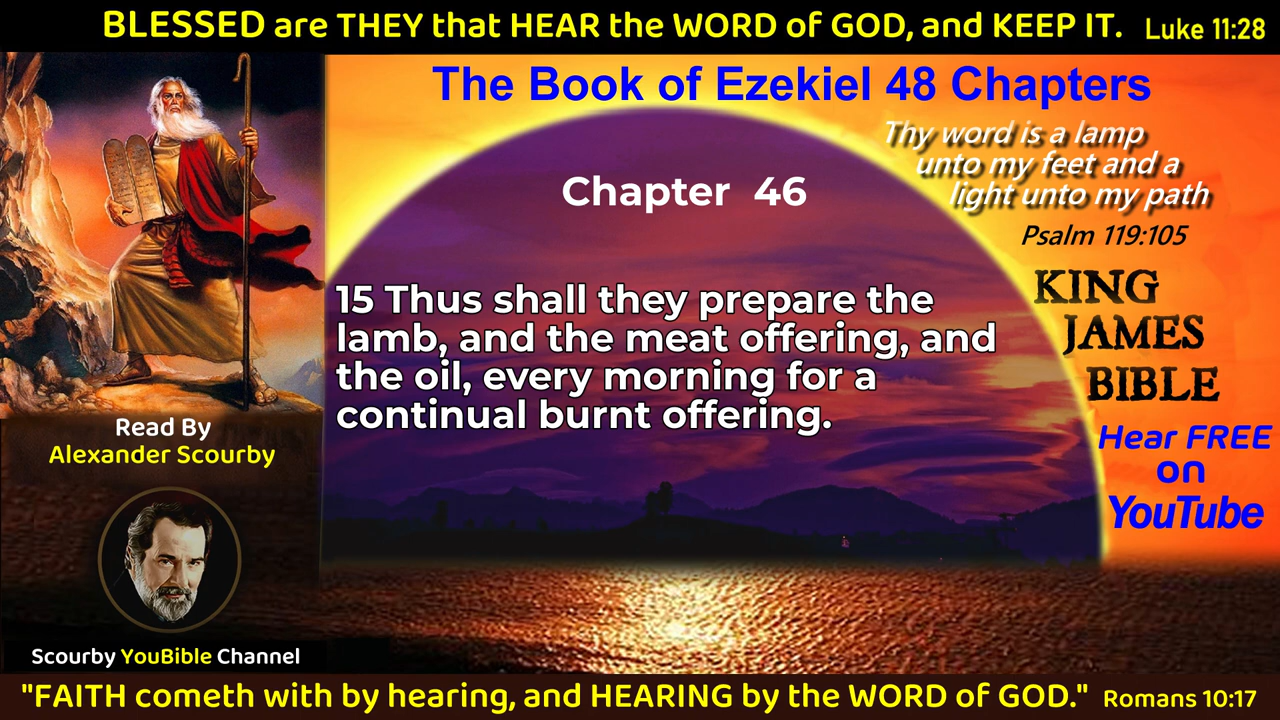 BLESSED are THEY that HEAR the WORD of GOD, and KEEP IT. Luke 11:28
The Book of Ezekiel 48 Chapters
Thy word is a lamp
unto my feet and a
light unto my path
Psalm 119:105
Chapter 46
15 Thus shall they prepare the
lamb, and the meat offering, and
the oil, every morning for a
continual burnt offering.
KING
JAMES
BIBLE
Hear FREE
on
YouTube
Read By
Alexander Scourby
Scourby YouBible Channel
"FAITH cometh with by hearing, and HEARING by the WORD of GOD." Romans 10:17